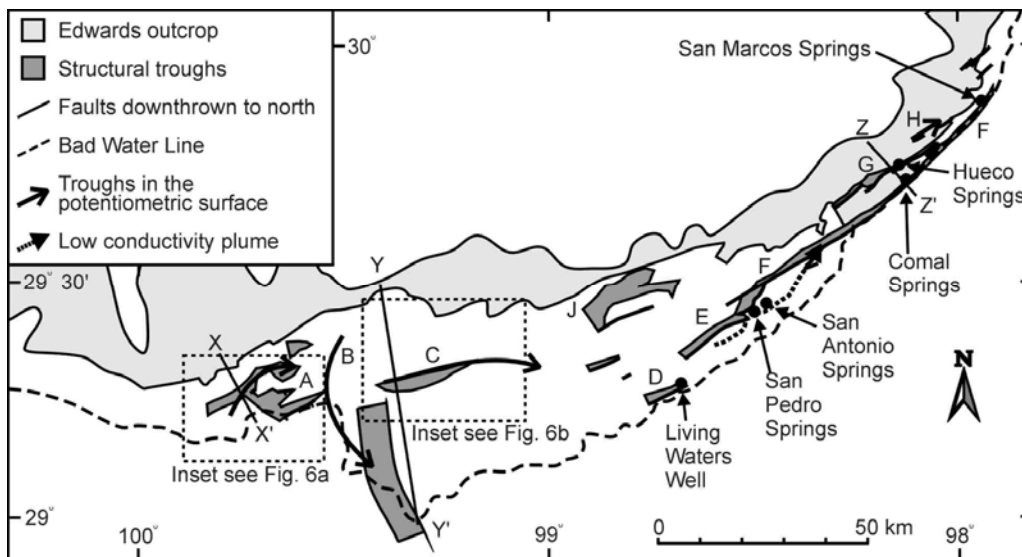 Edwards outcrop
Structural troughs
Faults downthrown to north
Bad Water Line
Troughs in the
potentiometric surface
Low conductivity plume
30°
San Marcos Springs
H
F
Z
G
Hueco
Springs
Z'
Comal
Springs
29° 30'
Y
F
J
E
San
Antonio
Springs
X
B
C
A
D
San
Pedro
Springs
N
X'
Inset see Fig. 6b
Living
Waters
Well
Inset see Fig. 6a
29°
Y'
100°
99°
0
50 km
98°